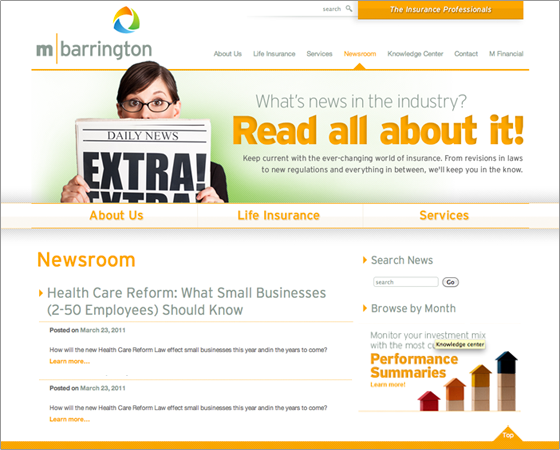 search
The Insurance Professionals
m|barrington
About Us Life Insurance Services Newsroom Knowledge Center Contact M Financial
What's news in the industry?
Read all about it!
Keep current with the ever-changing world of insurance. From revisions in laws
to new regulations and everything in between, we'll keep you in the know.
DAILY NEWS
EXTRA!
EXTRA!
About Us Life Insurance Services
Newsroom
Health Care Reform: What Small Businesses
(2-50 Employees) Should Know
Posted on March 23, 2011
How will the new Health Care Reform Law effect small businesses this year andin the years to come?
Learn more...
Posted on March 23, 2011
How will the new Health Care Reform Law effect small businesses this year andin the years to come?
Learn more...
Search News
search Go
Browse by Month
Monitor your investment mix
with the most c
Knowledge center
Performance
Summaries
Learn more!
Top